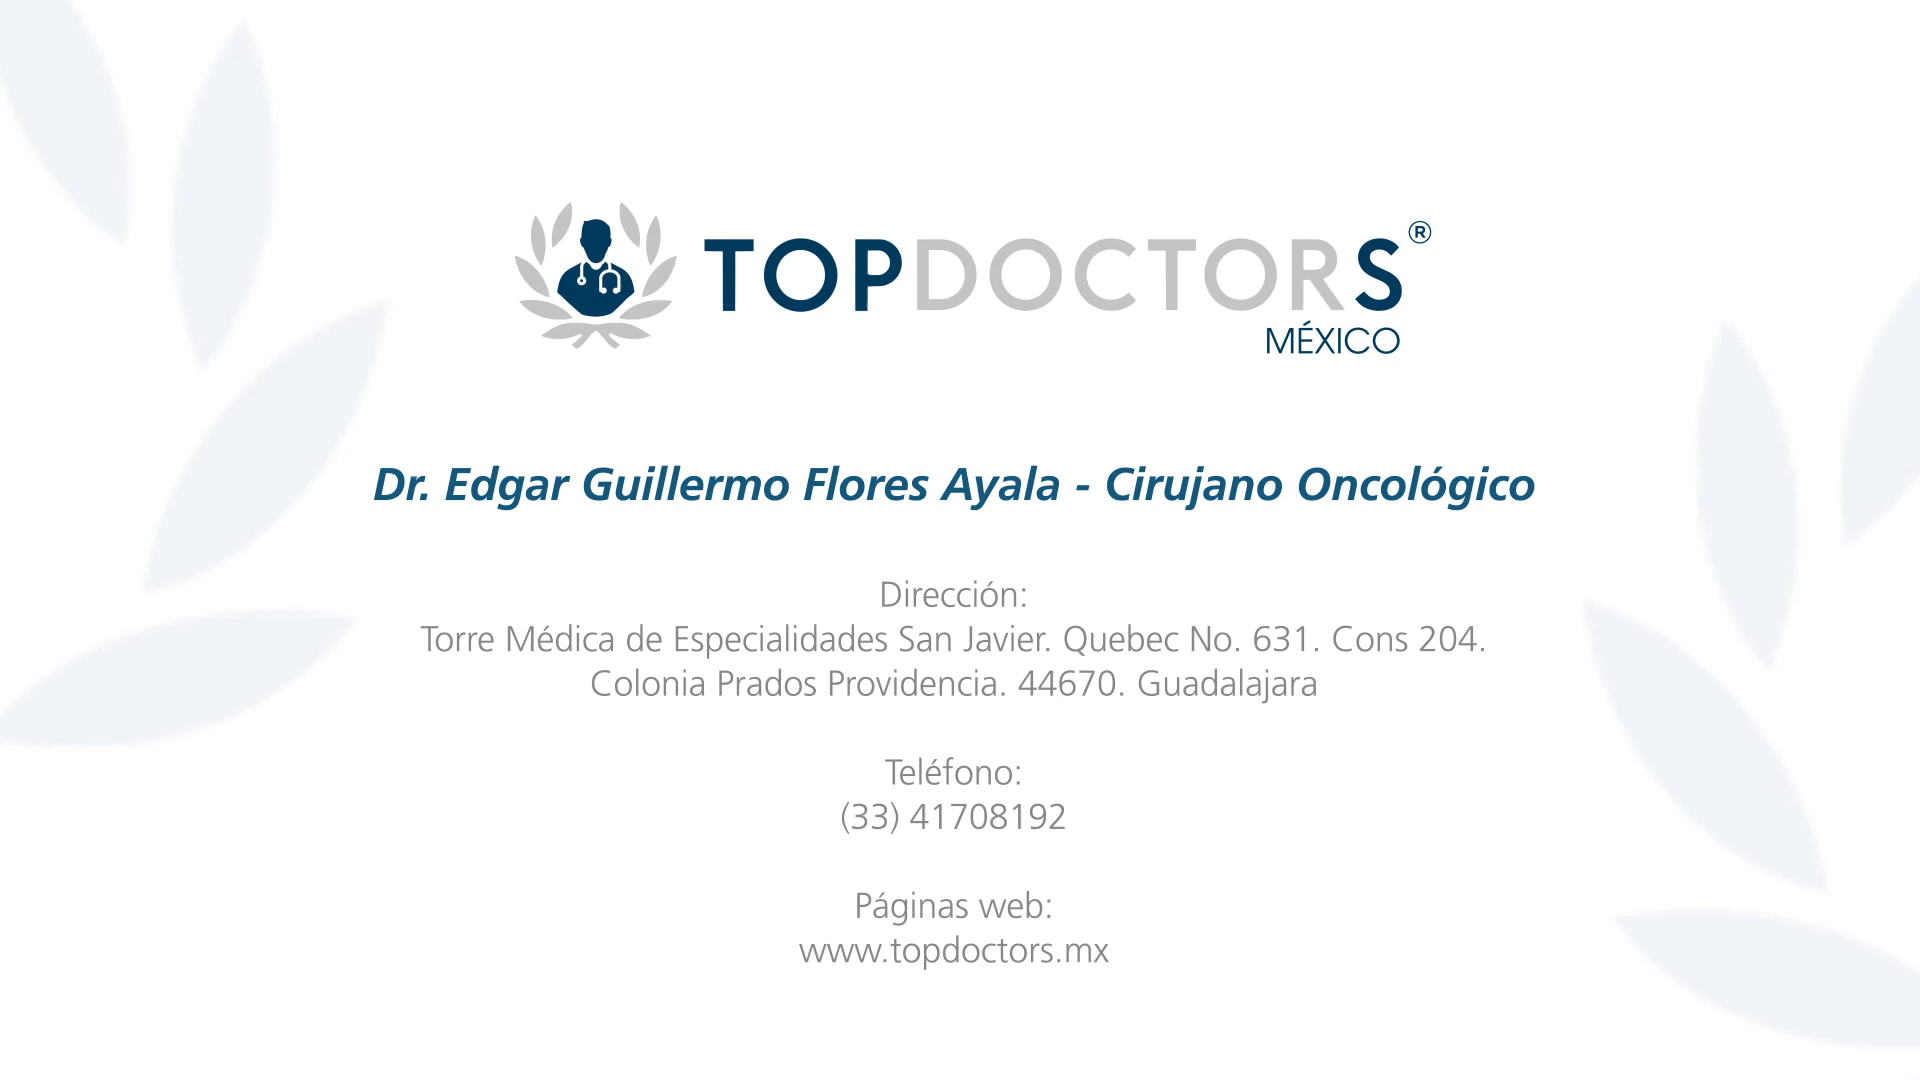 TOPDOCTORS®
MÉXICO
Dr. Edgar Guillermo Flores Ayala - Cirujano Oncológico
Dirección:
Torre Médica de Especialidades San Javier. Quebec No. 631. Cons 204.
Colonia Prados Providencia. 44670. Guadalajara
Teléfono:
(33) 41708192
Páginas web:
www.topdoctors.mx